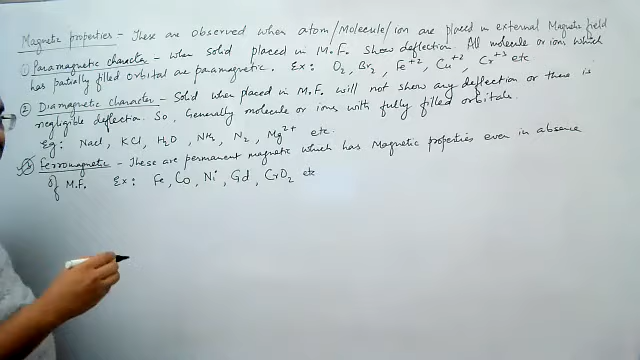 Magnetic properties - These are observed when atom/Molecule/ion are placed in external Magnetic field
① Paramagnetic character - When solid placed in M.F. show deflection. All molecule or ions which
has partially filled orbital are paramagnetic. Ex: O₂, Br₂, Fe⁺², Cu⁺², Cr⁺³ etc
② Diamagnetic character - Solid when placed in M.F. will not show any deflection or there is
negligible deflection. So, Generally molecule or ions with fully filled orbitals.
Eg: NaCl, KCl, H₂O, NH₃, N₂, Mg²⁺ etc.
③ Ferromagnetic - These are permanent magnetic which has Magnetic properties even in absence
of M.F. Ex: Fe, Co, Ni, Gd, CrO₂ etc